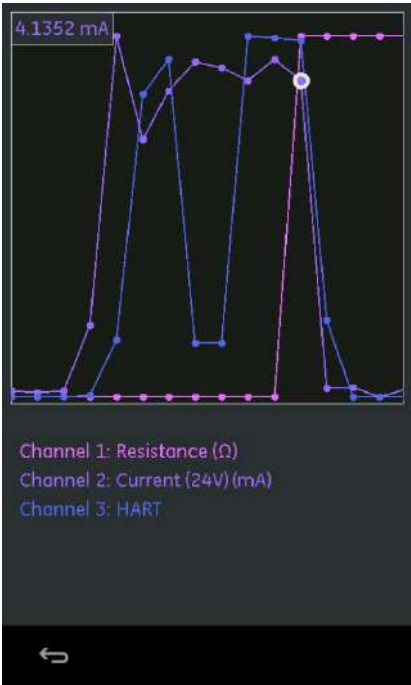 4.1352 mA
Channel 1: Resistance (Ω)
Channel 2: Current (24V) (mA)
Channel 3: HART